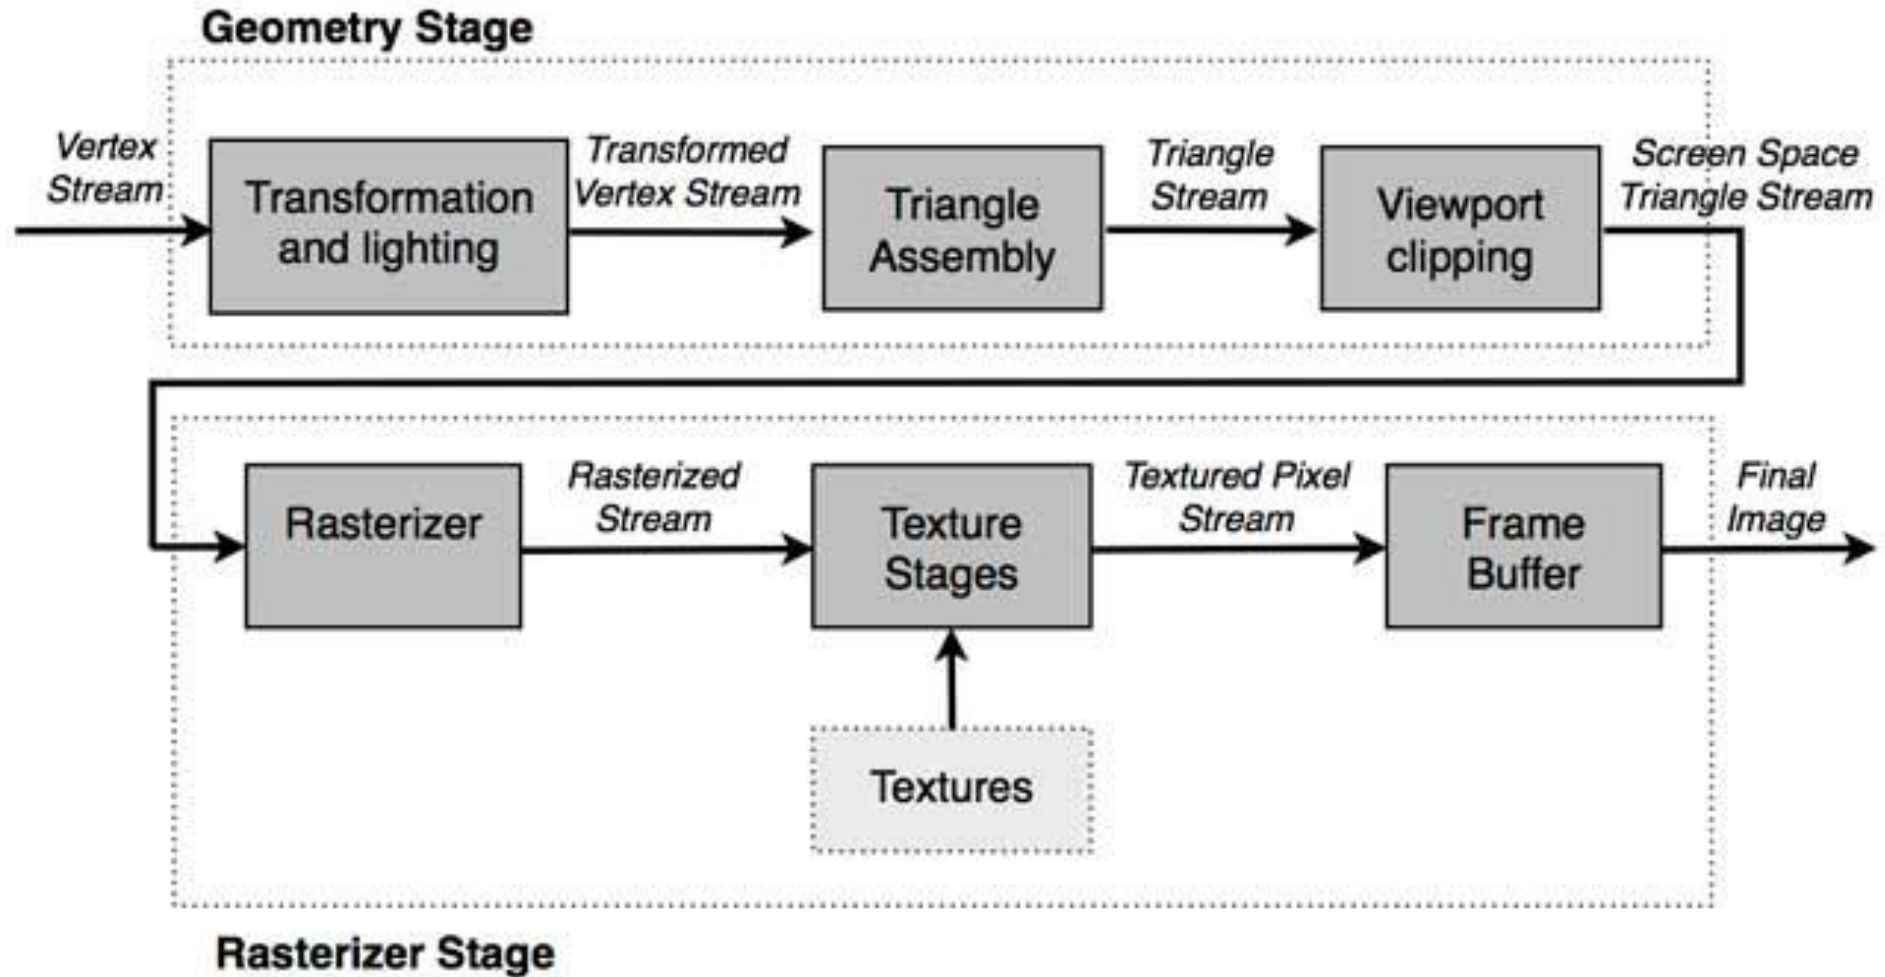 Geometry Stage
Vertex
Stream
Transformation
and lighting
Transformed
Vertex Stream
Triangle
Assembly
Triangle
Stream
Viewport
clipping
Screen Space
Triangle Stream
Rasterizer
Rasterized
Stream
Texture
Stages
Textured Pixel
Stream
Frame
Buffer
Final
Image
Textures
Rasterizer Stage